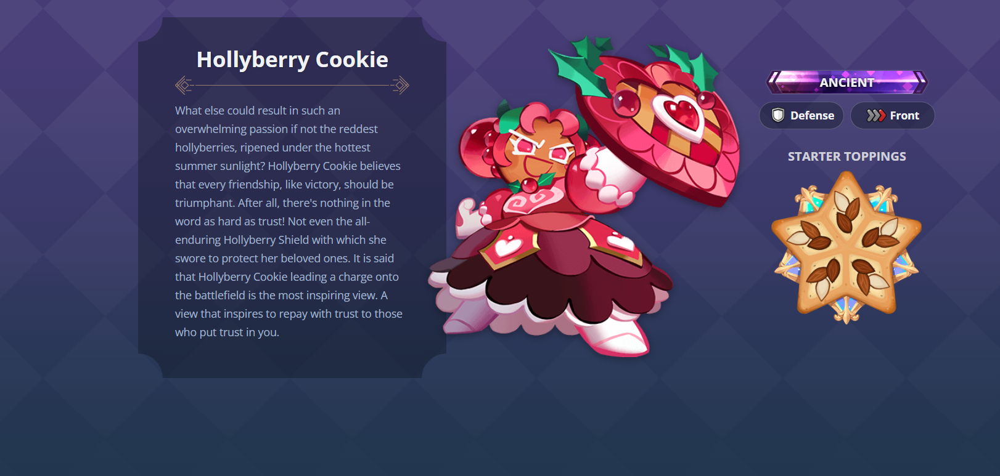 Hollyberry Cookie
What else could result in such an
overwhelming passion if not the reddest
hollyberries, ripened under the hottest
summer sunlight? Hollyberry Cookie believes
that every friendship, like victory, should be
triumphant. After all, there's nothing in the
word as hard as trust! Not even the all-
enduring Hollyberry Shield with which she
swore to protect her beloved ones. It is said
that Hollyberry Cookie leading a charge onto
the battlefield is the most inspiring view. A
view that inspires to repay with trust to those
who put trust in you.
ANCIENT
Defense
Front
STARTER TOPPINGS